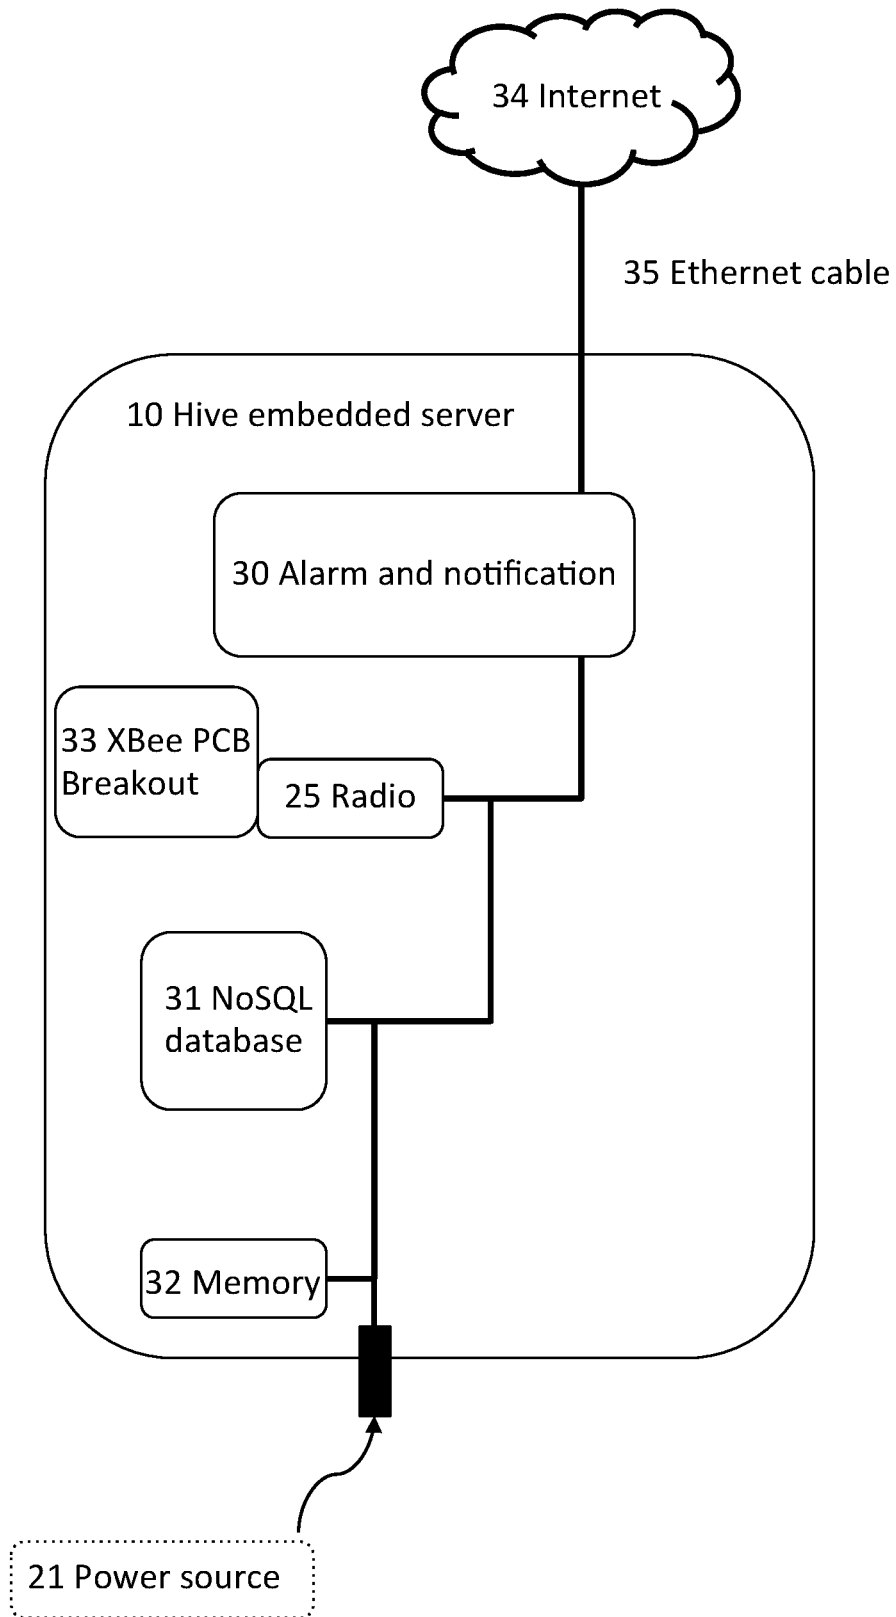 34 Internet
35 Ethernet cable
10 Hive embedded server
30 Alarm and notification
33 XBee PCB
Breakout
25 Radio
31 NoSQL
database
32 Memory
21 Power source